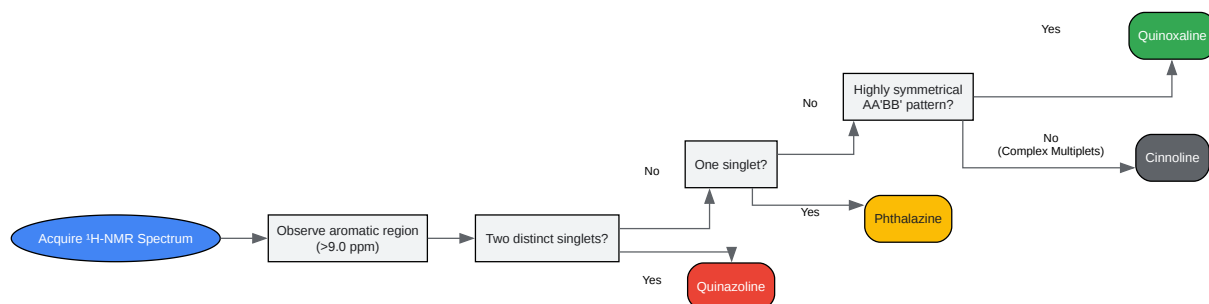 Acquire ¹H-NMR Spectrum
Observe aromatic region
(>9.0 ppm)
Two distinct singlets?
No
Yes
Quinazoline
One singlet?
No
Yes
Phthalazine
Highly symmetrical
AA'BB' pattern?
Yes
Quinoxaline
No
(Complex Multiplets)
Cinnoline